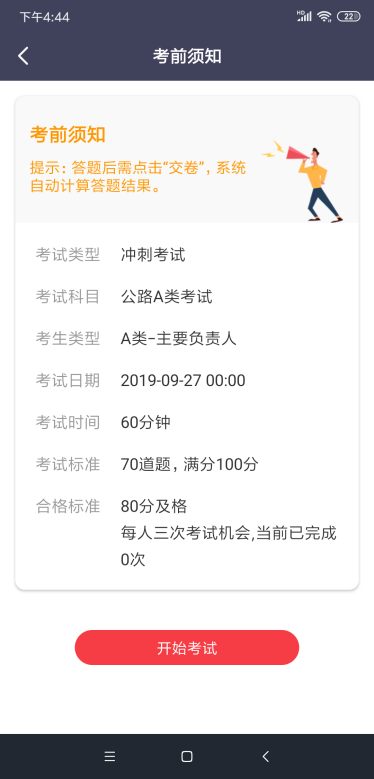 下午4:44
HD
22
考前须知
考前须知
提示：答题后需点击“交卷”，系统
自动计算答题结果。
考试类型 冲刺考试
考试科目 公路A类考试
考生类型 A类-主要负责人
考试日期 2019-09-27 00:00
考试时间 60分钟
考试标准 70道题，满分100分
合格标准 80分及格
每人三次考试机会,当前已完成
0次
开始考试